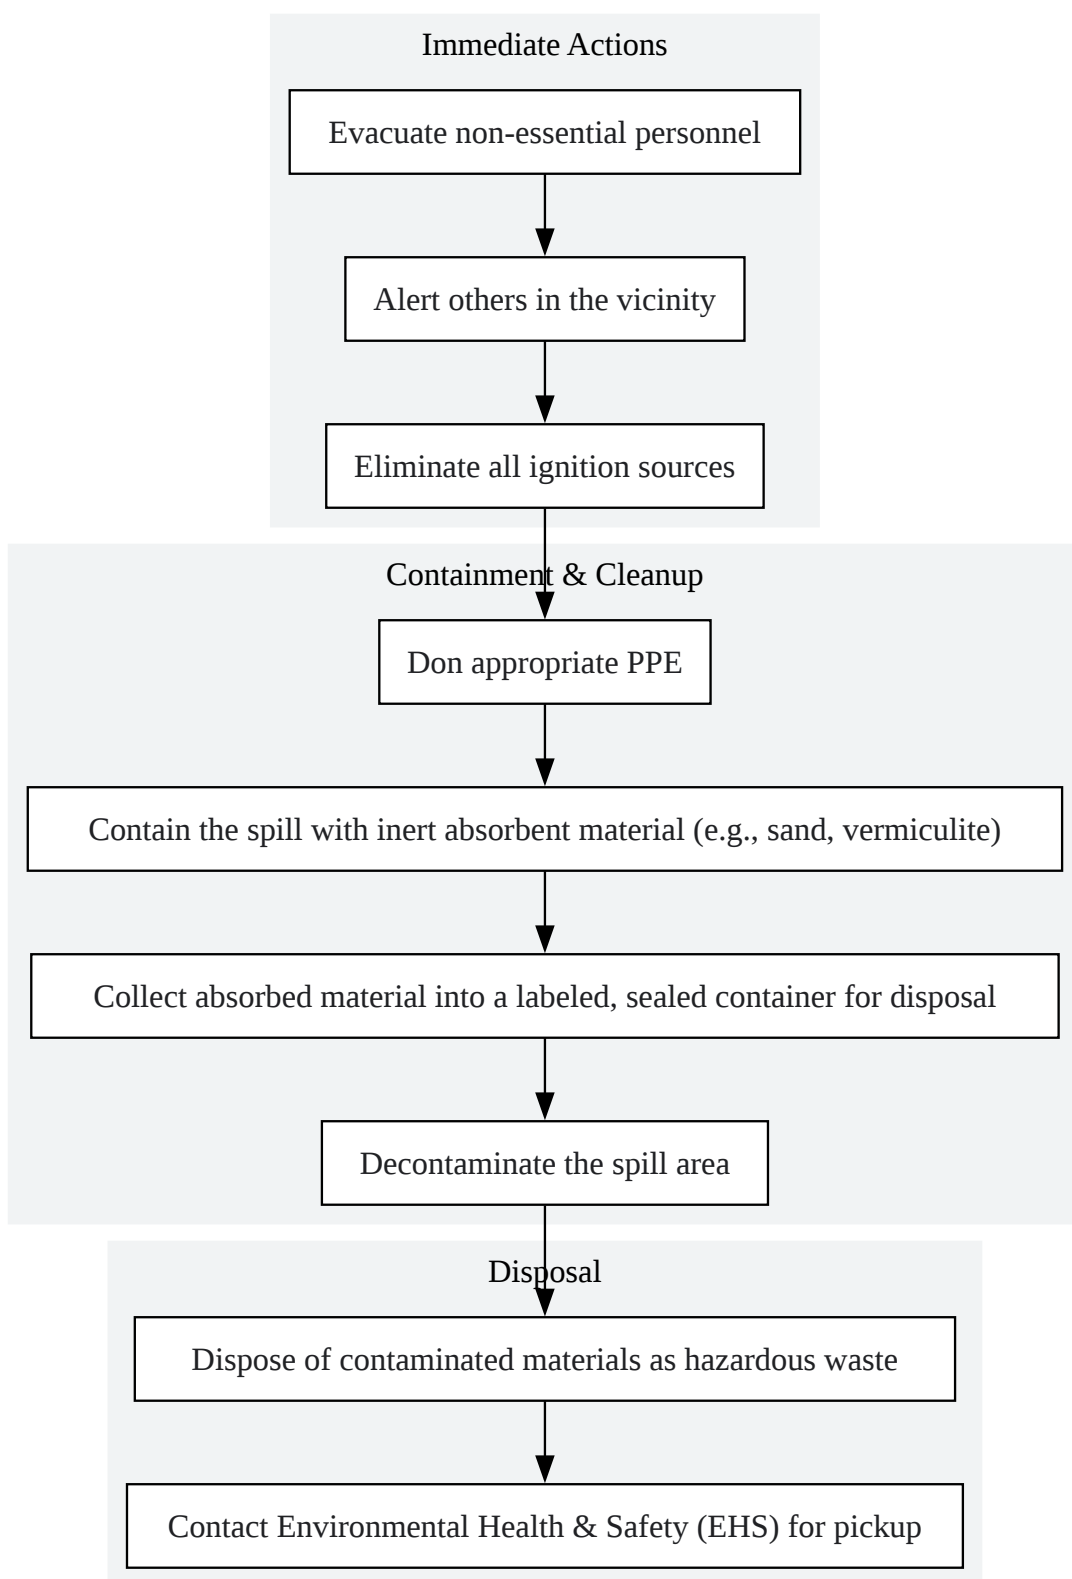 Immediate Actions
Evacuate non-essential personnel
Alert others in the vicinity
Eliminate all ignition sources
Containment & Cleanup
Don appropriate PPE
Contain the spill with inert absorbent material (e.g., sand, vermiculite)
Collect absorbed material into a labeled, sealed container for disposal
Decontaminate the spill area
Disposal
Dispose of contaminated materials as hazardous waste
Contact Environmental Health & Safety (EHS) for pickup